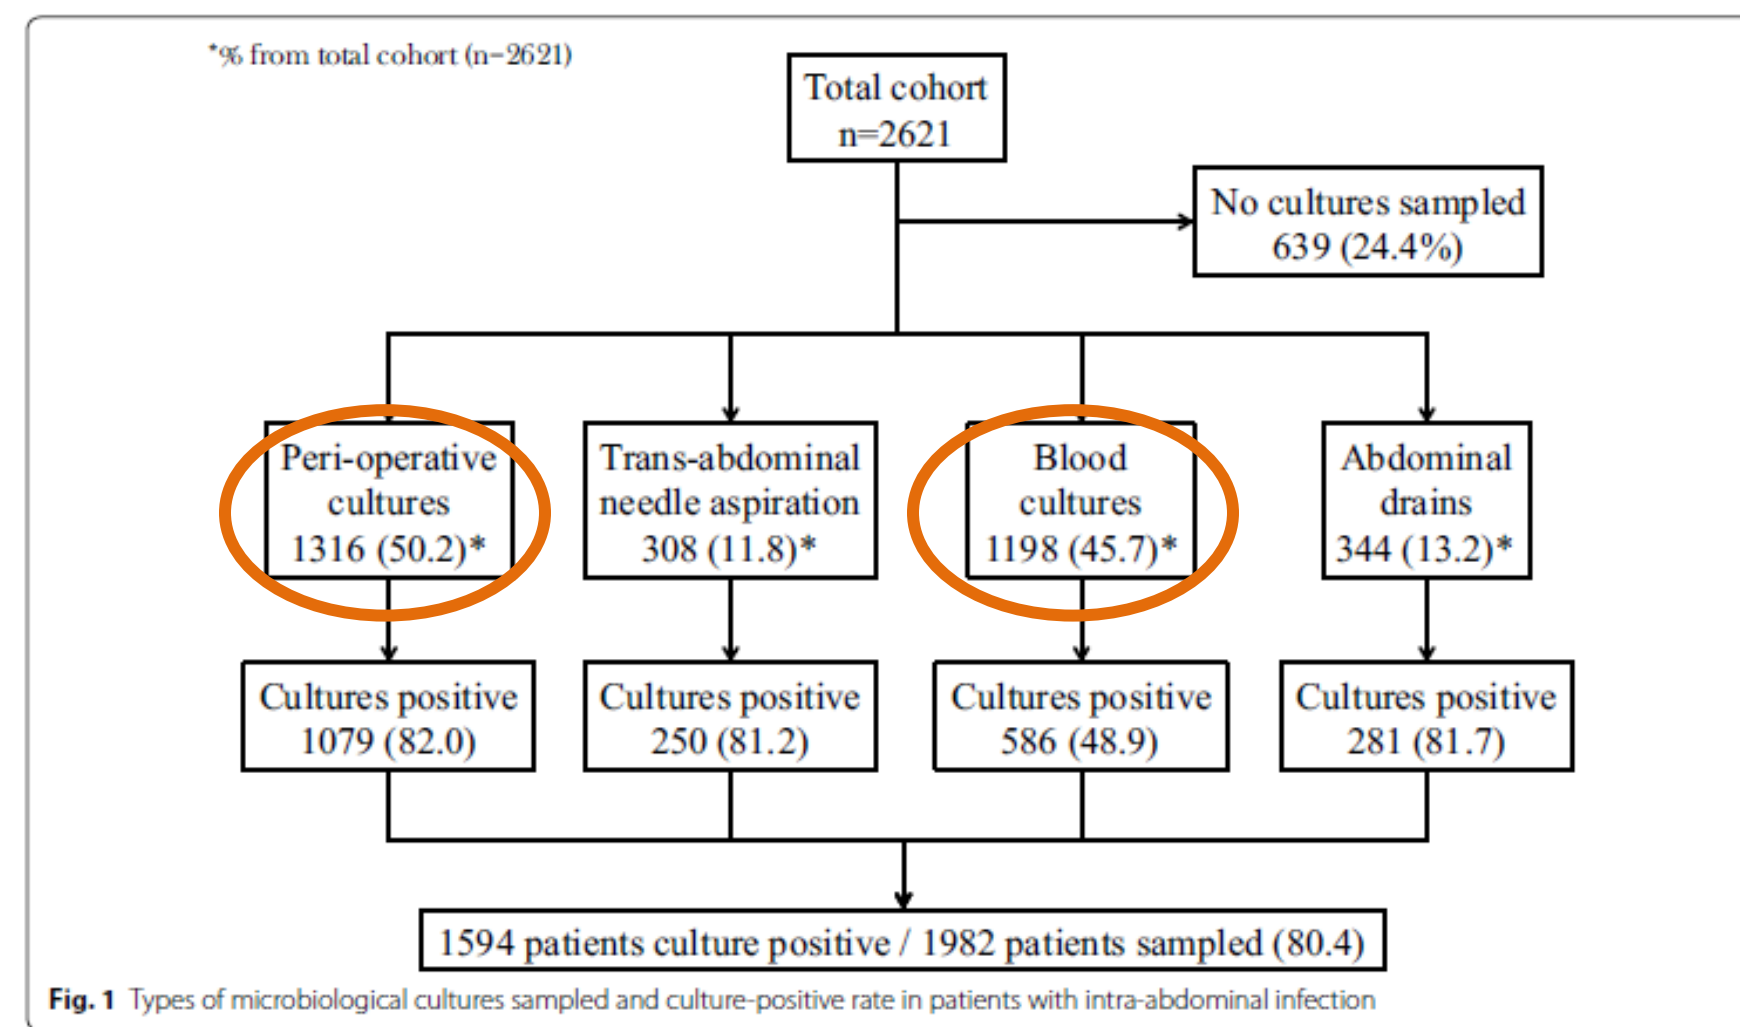 *% from total cohort (n=2621)
Total cohort
n=2621
No cultures sampled
639 (24.4%)
Peri-operative
cultures
1316 (50.2)*
Trans-abdominal
needle aspiration
308 (11.8)*
Blood
cultures
1198 (45.7)*
Abdominal
drains
344 (13.2)*
Cultures positive
1079 (82.0)
Cultures positive
250 (81.2)
Cultures positive
586 (48.9)
Cultures positive
281 (81.7)
1594 patients culture positive / 1982 patients sampled (80.4)
Fig. 1 Types of microbiological cultures sampled and culture-positive rate in patients with intra-abdominal infection